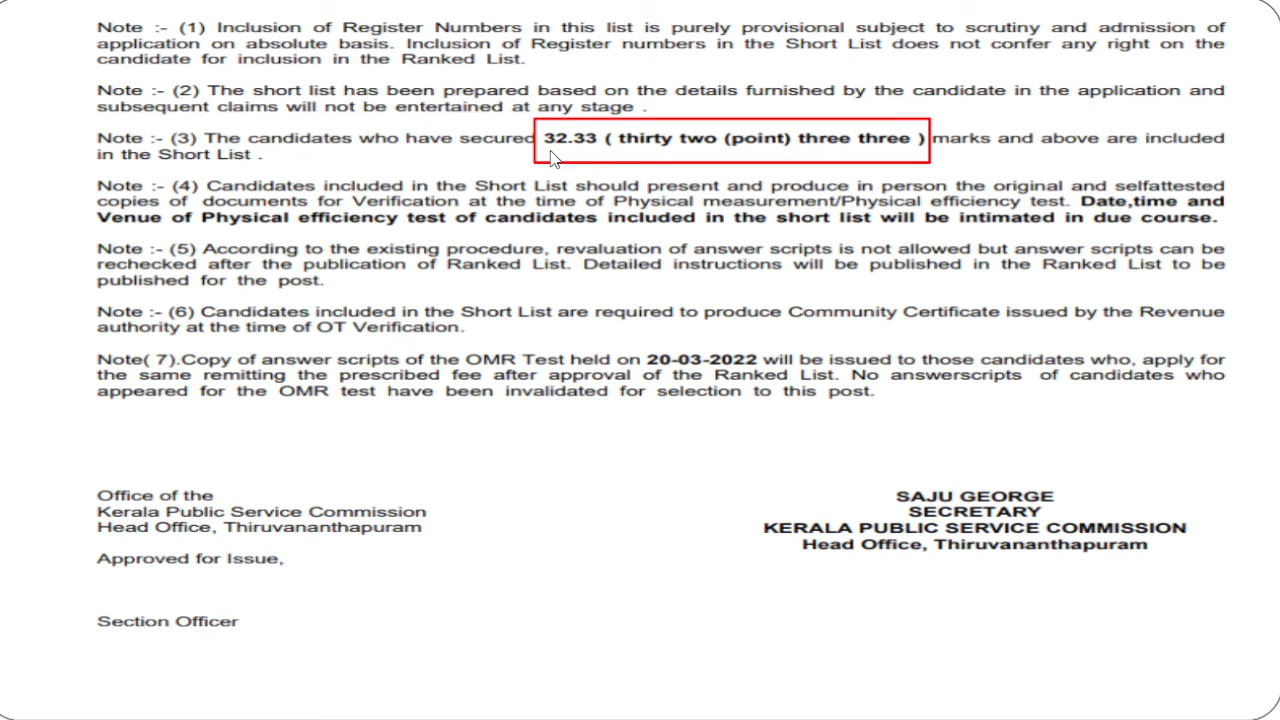 Note :- (1) Inclusion of Register Numbers in this list is purely provisional subject to scrutiny and admission of
application on absolute basis. Inclusion of Register numbers in the Short List does not confer any right on the
candidate for inclusion in the Ranked List.
Note :- (2) The short list has been prepared based on the details furnished by the candidate in the application and
subsequent claims will not be entertained at any stage .
Note :- (3) The candidates who have secured 32.33 ( thirty two (point) three three ) marks and above are included
in the Short List .
Note :- (4) Candidates included in the Short List should present and produce in person the original and selfattested
copies of documents for Verification at the time of Physical measurement/Physical efficiency test. Date,time and
Venue of Physical efficiency test of candidates included in the short list will be intimated in due course.
Note :- (5) According to the existing procedure, revaluation of answer scripts is not allowed but answer scripts can be
rechecked after the publication of Ranked List. Detailed instructions will be published in the Ranked List to be
published for the post.
Note :- (6) Candidates included in the Short List are required to produce Community Certificate issued by the Revenue
authority at the time of OT Verification.
Note( 7).Copy of answer scripts of the OMR Test held on 20-03-2022 will be issued to those candidates who, apply for
the same remitting the prescribed fee after approval of the Ranked List. No answerscripts of candidates who
appeared for the OMR test have been invalidated for selection to this post.
Office of the
Kerala Public Service Commission
Head Office, Thiruvananthapuram
Approved for Issue,
Section Officer
SAJU GEORGE
SECRETARY
KERALA PUBLIC SERVICE COMMISSION
Head Office, Thiruvananthapuram